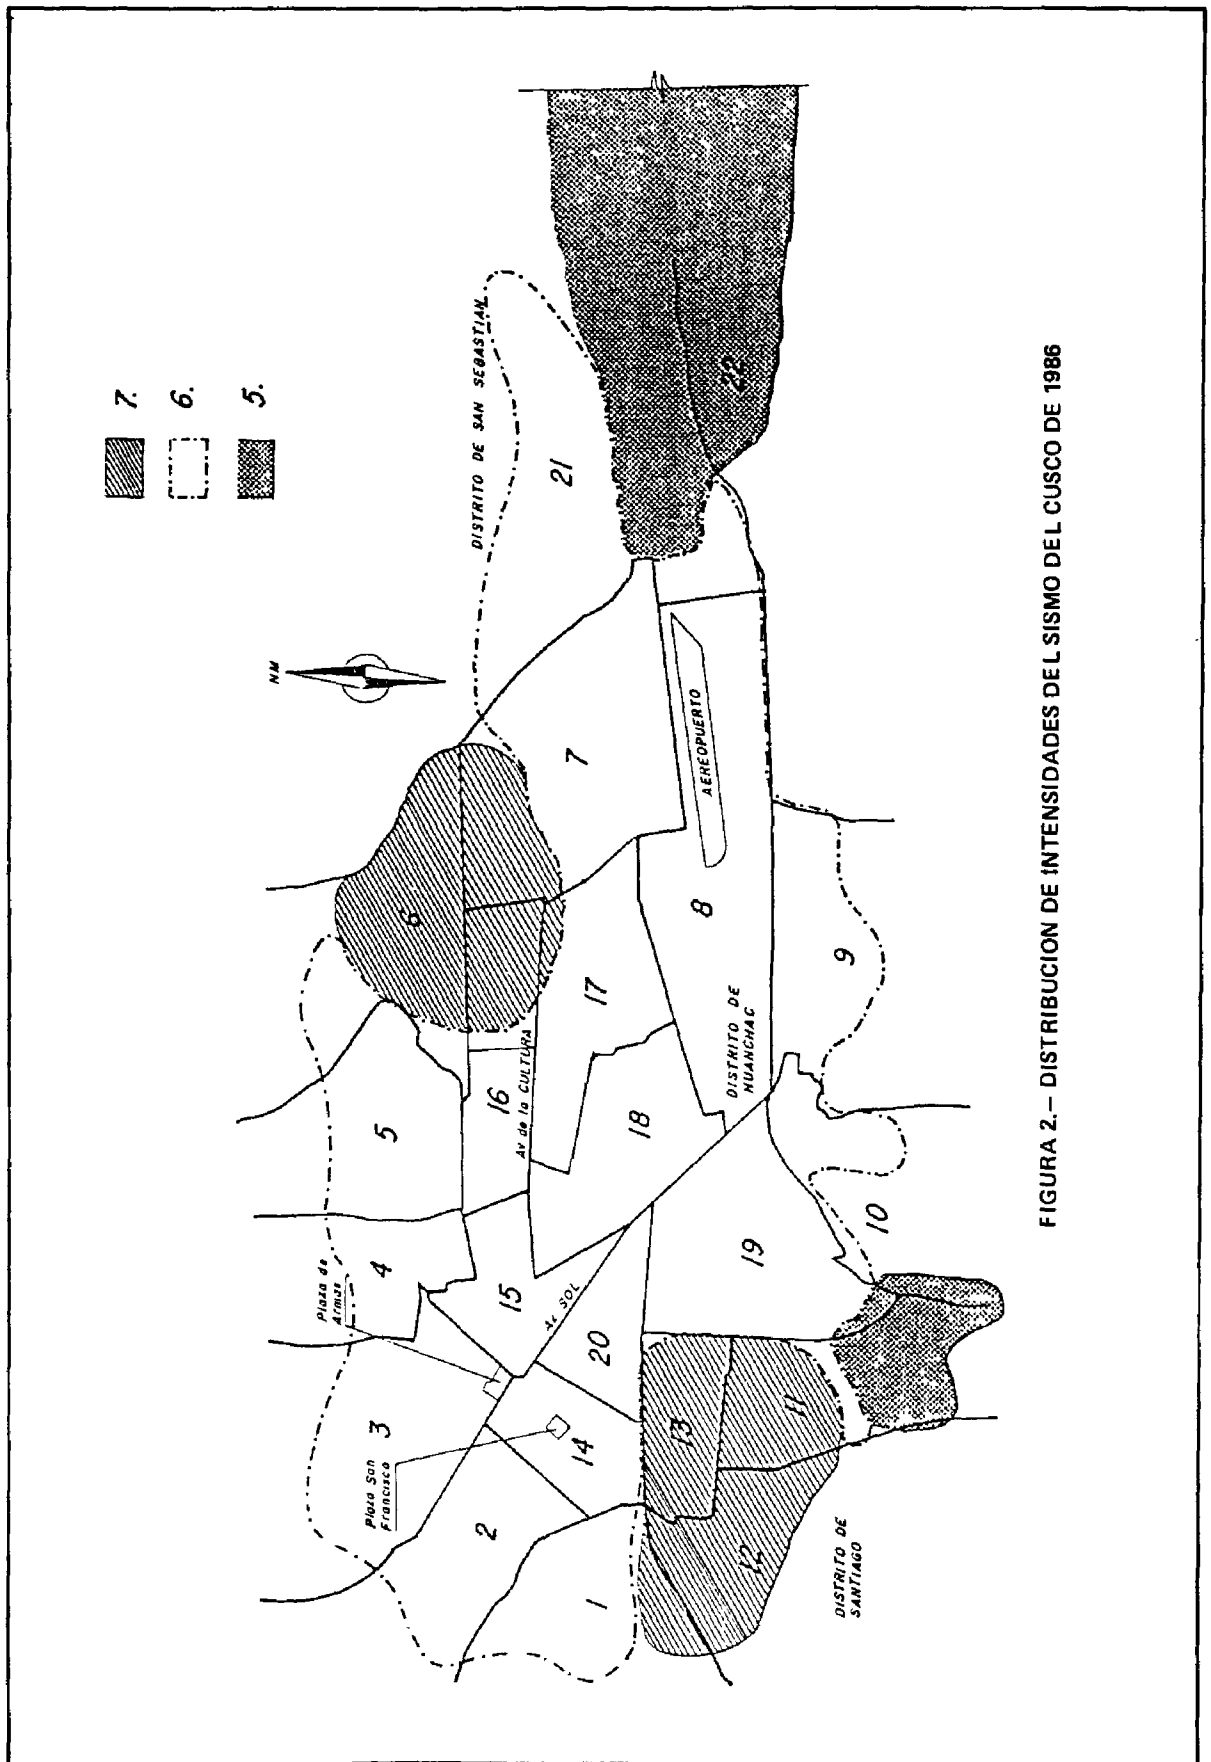 7.
6.
5.
NM
DISTRITO DE SAN SEBASTIAN
21
22
7
6
AEREOPUERTO
8
9
17
DISTRITO DE
HUANCHAC
16
Av de la CULTURA
18
5
4
Plaza de
Armas
15
Av SOL
19
10
20
3
Plaza San
Francisco
14
13
11
2
1
12
DISTRITO DE
SANTIAGO
FIGURA 2.— DISTRIBUCION DE INTENSIDADES DEL SISMO DEL CUSCO DE 1986